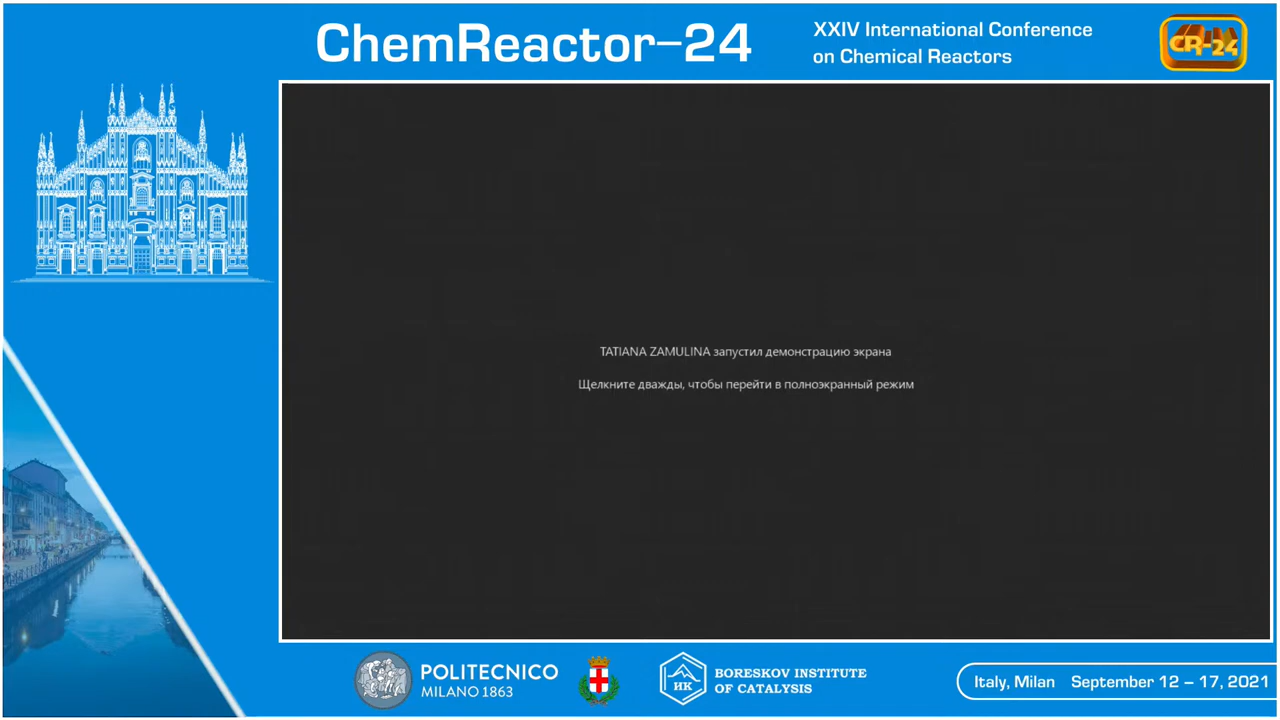 ChemReactor–24
XXIV International Conference
on Chemical Reactors
CR-24
TATIANA ZAMULINA запустил демонстрацию экрана
Щелкните дважды, чтобы перейти в полноэкранный режим
POLITECNICO
MILANO 1863
ИК
BORESKOV INSTITUTE
OF CATALYSIS
Italy, Milan September 12 – 17, 2021